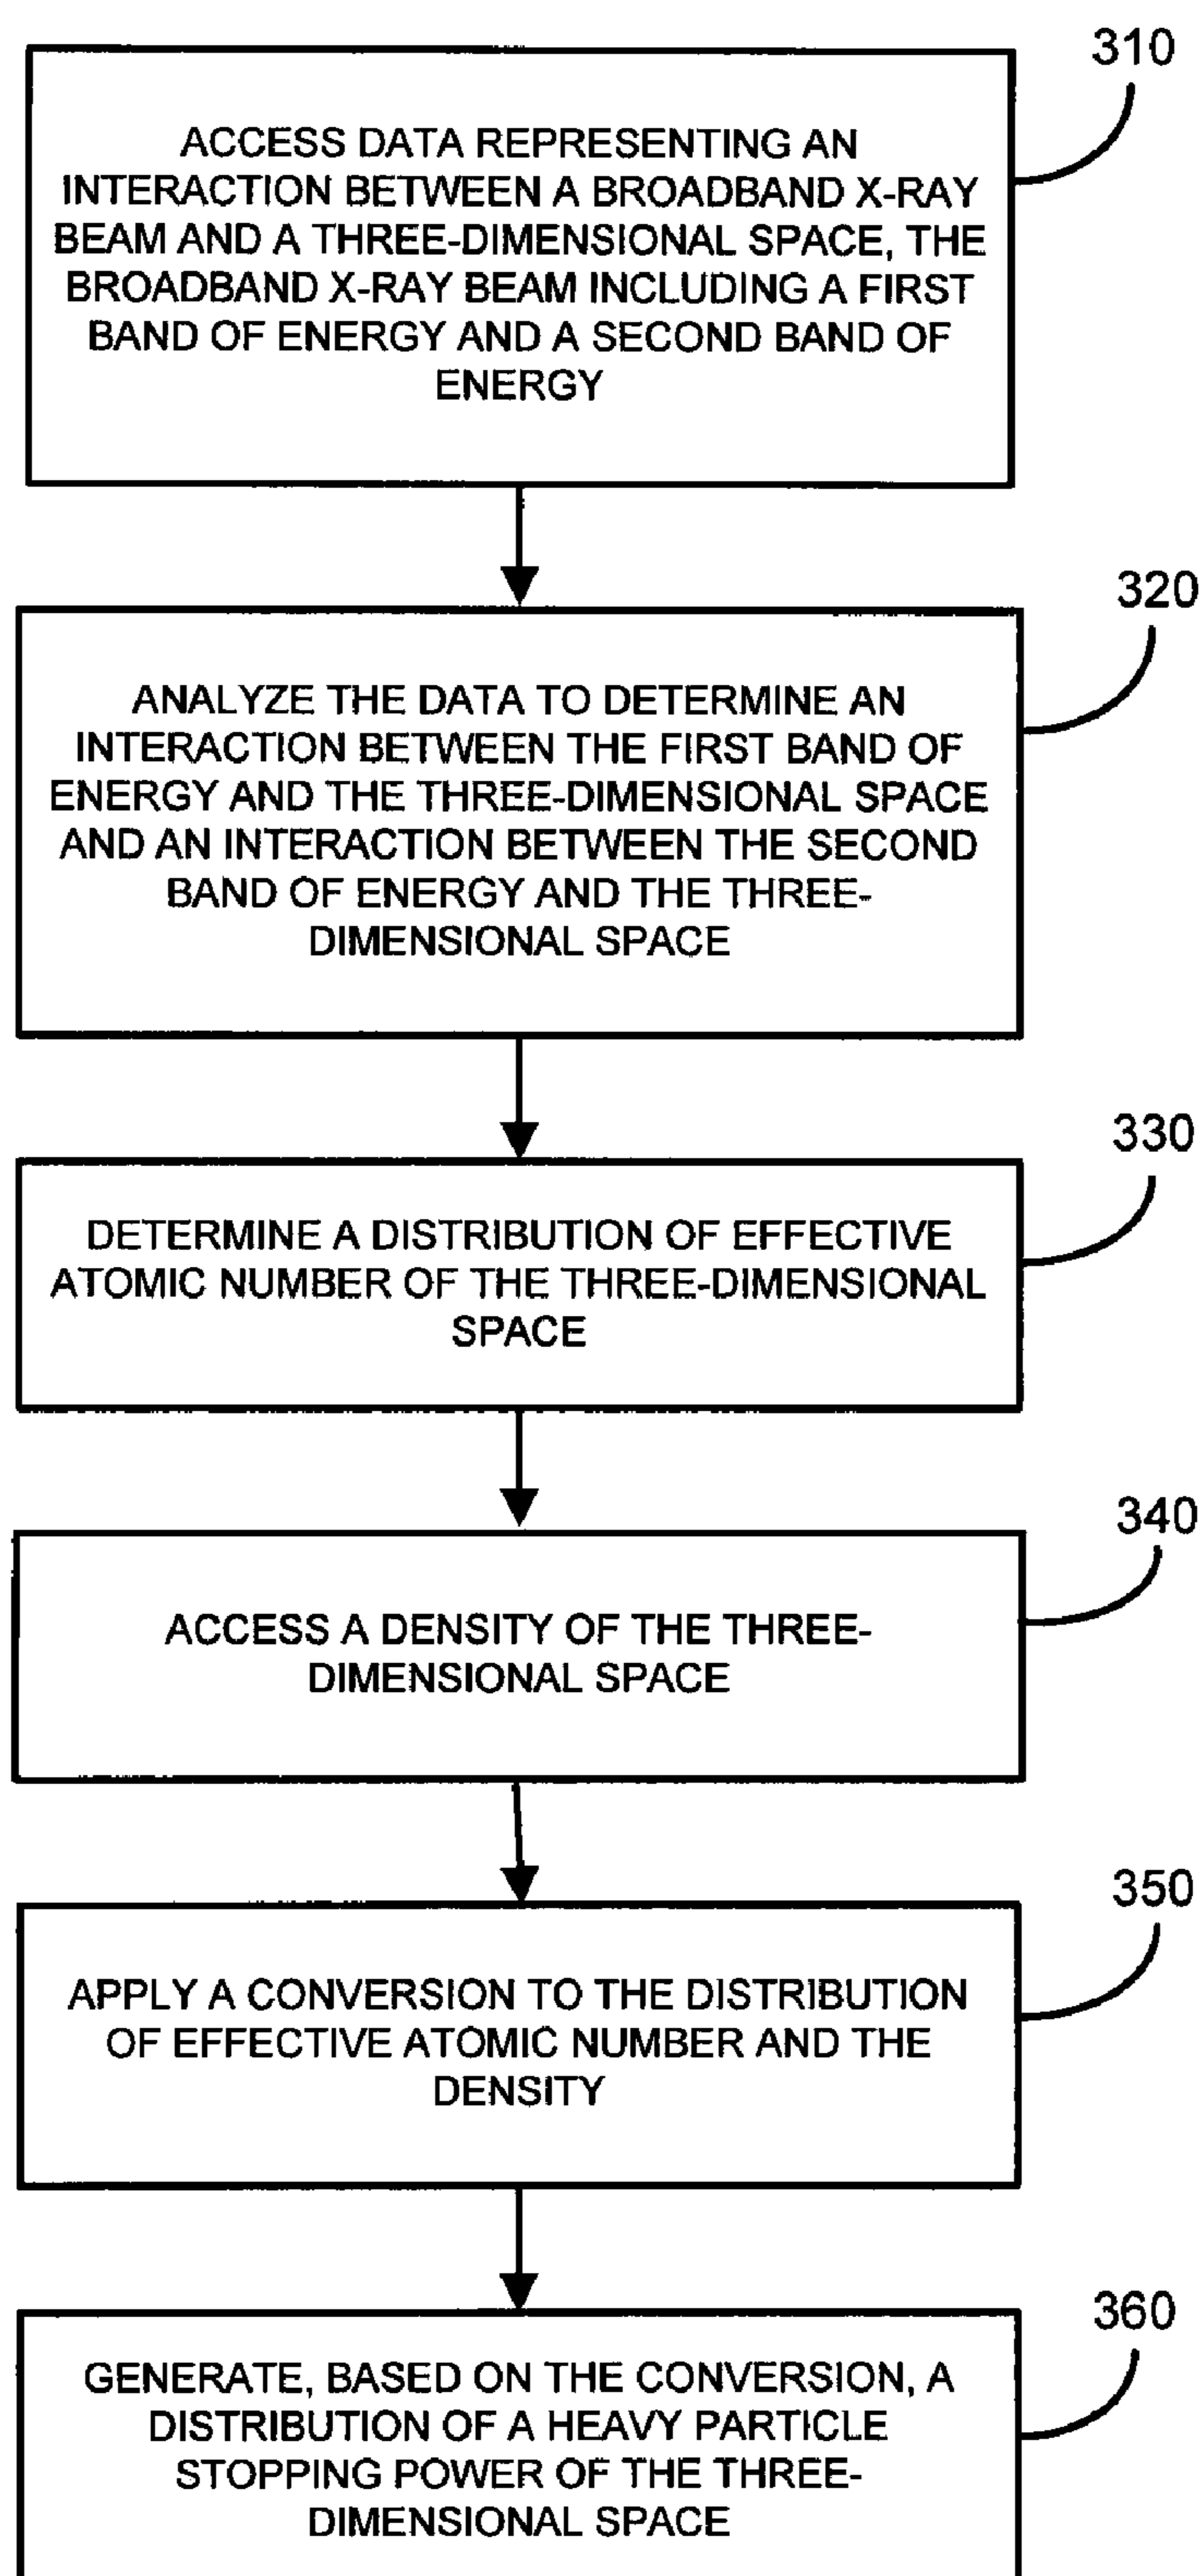 310
ACCESS DATA REPRESENTING AN
INTERACTION BETWEEN A BROADBAND X-RAY
BEAM AND A THREE-DIMENSIONAL SPACE, THE
BROADBAND X-RAY BEAM INCLUDING A FIRST
BAND OF ENERGY AND A SECOND BAND OF
ENERGY
320
ANALYZE THE DATA TO DETERMINE AN
INTERACTION BETWEEN THE FIRST BAND OF
ENERGY AND THE THREE-DIMENSIONAL SPACE
AND AN INTERACTION BETWEEN THE SECOND
BAND OF ENERGY AND THE THREE-
DIMENSIONAL SPACE
330
DETERMINE A DISTRIBUTION OF EFFECTIVE
ATOMIC NUMBER OF THE THREE-DIMENSIONAL
SPACE
340
ACCESS A DENSITY OF THE THREE-
DIMENSIONAL SPACE
350
APPLY A CONVERSION TO THE DISTRIBUTION
OF EFFECTIVE ATOMIC NUMBER AND THE
DENSITY
360
GENERATE, BASED ON THE CONVERSION, A
DISTRIBUTION OF A HEAVY PARTICLE
STOPPING POWER OF THE THREE-
DIMENSIONAL SPACE